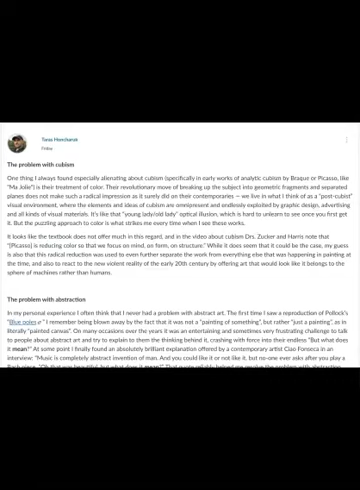 Taras Honcharuk
Friday
The problem with cubism
One thing I always found especially alienating about cubism (specifically in early works of analytic cubism by Braque or Picasso, like
"Ma Jolie") is their treatment of color. Their revolutionary move of breaking up the subject into geometric fragments and separated
planes does not make such a radical impression as it surely did on their contemporaries — we live in what I think of as a "post-cubist"
visual environment, where the elements and ideas of cubism are omnipresent and endlessly exploited by graphic design, advertising
and all kinds of visual materials. It's like that "young lady/old lady" optical illusion, which is hard to unlearn to see once you first get
it. But the puzzling approach to color is what strikes me every time when I see these works.
It looks like the textbook does not offer much in this regard, and in the video about cubism Drs. Zucker and Harris note that
"[Picasso] is reducing color so that we focus on mind, on form, on structure." While it does seem that it could be the case, my guess
is also that this radical reduction was used to even further separate the work from everything else that was happening in painting at
the time, and also to react to the new violent reality of the early 20th century by offering art that would look like it belongs to the
sphere of machines rather than humans.
The problem with abstraction
In my personal experience I often think that I never had a problem with abstract art. The first time I saw a reproduction of Pollock's
"Blue poles" I remember being blown away by the fact that it was not a "painting of something", but rather "just a painting", as in
literally "painted canvas". On many occasions over the years it was an entertaining and sometimes very frustrating challenge to talk
to people about abstract art and try to explain to them the thinking behind it, crashing with force into their endless "But what does
it mean?" At some point I finally found an absolutely brilliant explanation offered by a contemporary artist Caio Fonseca in an
interview: "Music is completely abstract invention of man. And you could like it or not like it, but no-one ever asks after you play a
Bach piece, "Oh that was beautiful, but what does it mean?" That quote